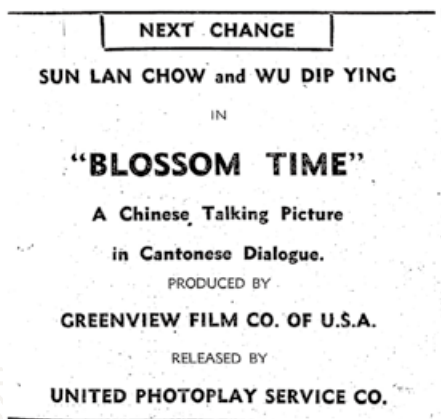 NEXT CHANGE
SUN LAN CHOW and WU DIP YING
IN
"BLOSSOM TIME"
A Chinese Talking Picture
in Cantonese Dialogue.
PRODUCED BY
GREENVIEW FILM CO. OF U.S.A.
RELEASED BY
UNITED PHOTOPLAY SERVICE CO.